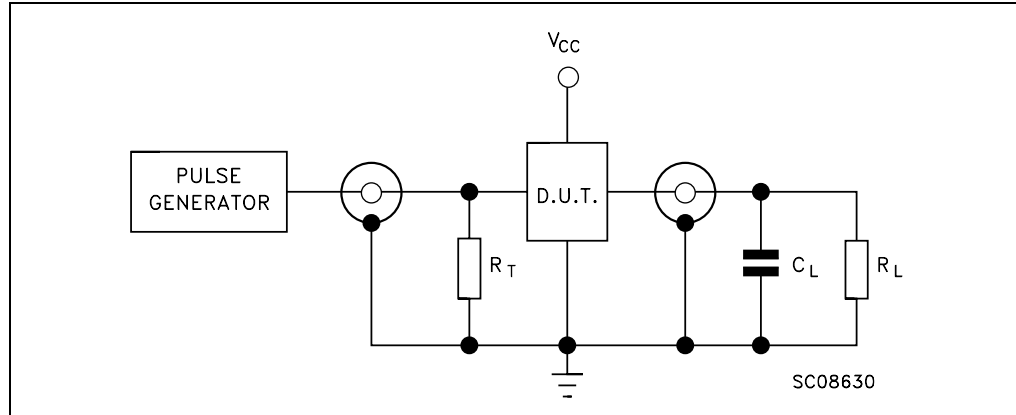 VCC
PULSE
GENERATOR
D.U.T.
RT
CL
RL
SC08630